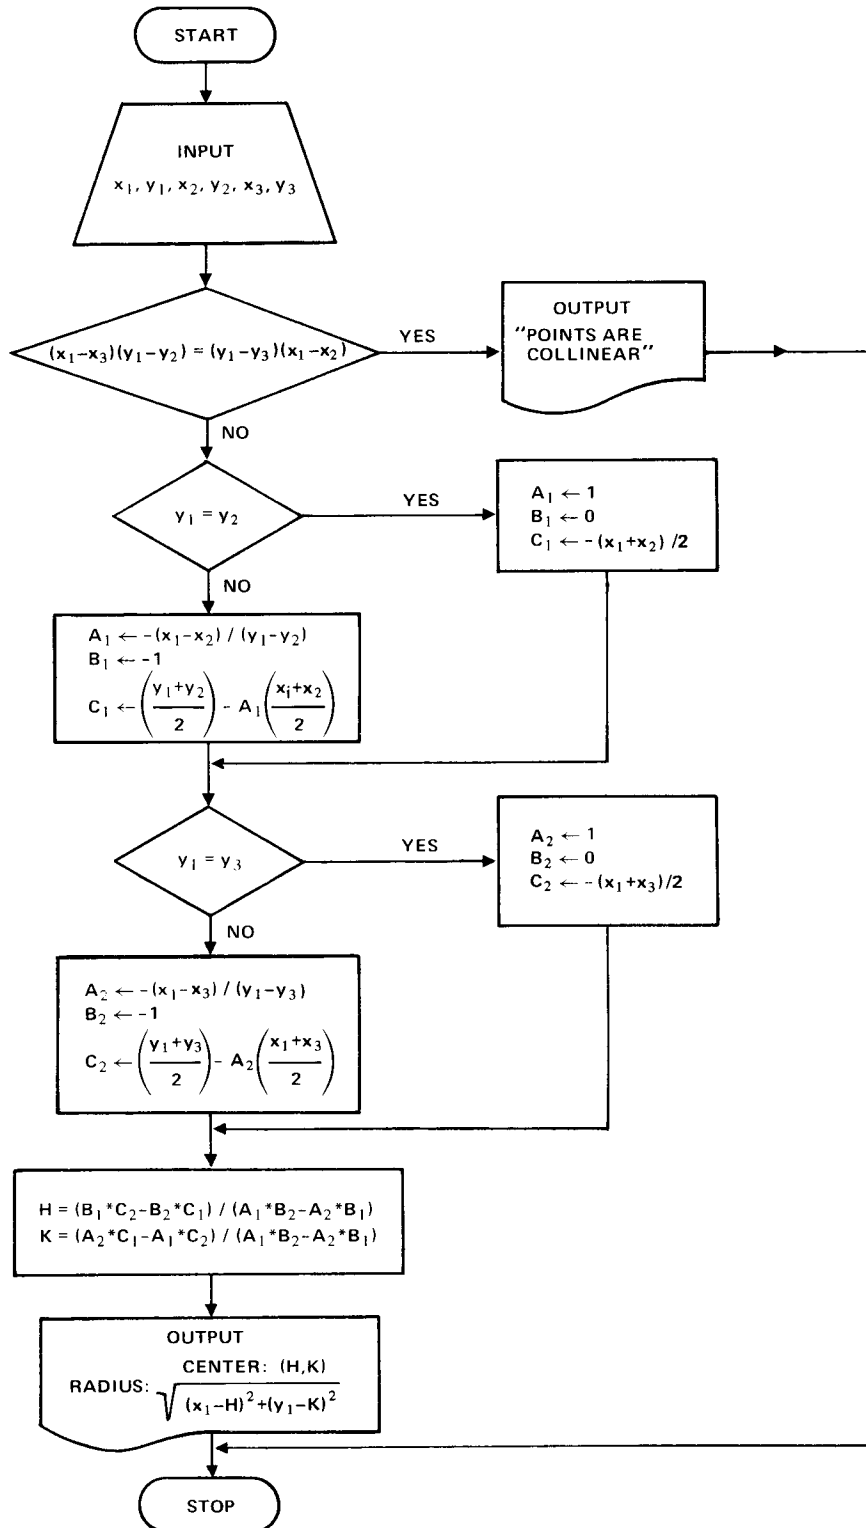 START
INPUT
x₁, y₁, x₂, y₂, x₃, y₃
(x₁–x₃)(y₁–y₂) = (y₁–y₃)(x₁–x₂)
YES
OUTPUT
"POINTS ARE
COLLINEAR"
NO
y₁ = y₂
YES
A₁ ← 1
B₁ ← 0
C₁ ← -(x₁+x₂) /2
NO
A₁ ← -(x₁–x₂) / (y₁–y₂)
B₁ ← -1
C₁ ← ((y₁+y₂)/2) - A₁((x₁+x₂)/2)
y₁ = y₃
YES
A₂ ← 1
B₂ ← 0
C₂ ← -(x₁+x₃)/2
NO
A₂ ← -(x₁–x₃) / (y₁–y₃)
B₂ ← -1
C₂ ← ((y₁+y₃)/2) - A₂((x₁+x₃)/2)
H = (B₁*C₂–B₂*C₁) / (A₁*B₂–A₂*B₁)
K = (A₂*C₁–A₁*C₂) / (A₁*B₂–A₂*B₁)
OUTPUT
CENTER: (H,K)
RADIUS: √((x₁–H)²+(y₁–K)²)
STOP